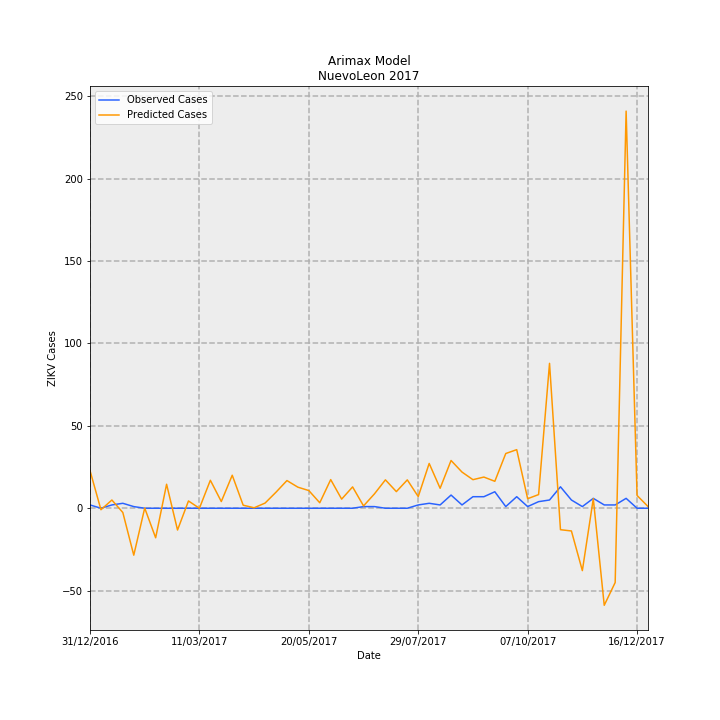 Arimax Model
NuevoLeon 2017
Observed Cases
Predicted Cases
250
200
150
100
50
0
−50
ZIKV Cases
31/12/2016 11/03/2017 20/05/2017 29/07/2017 07/10/2017 16/12/2017
Date